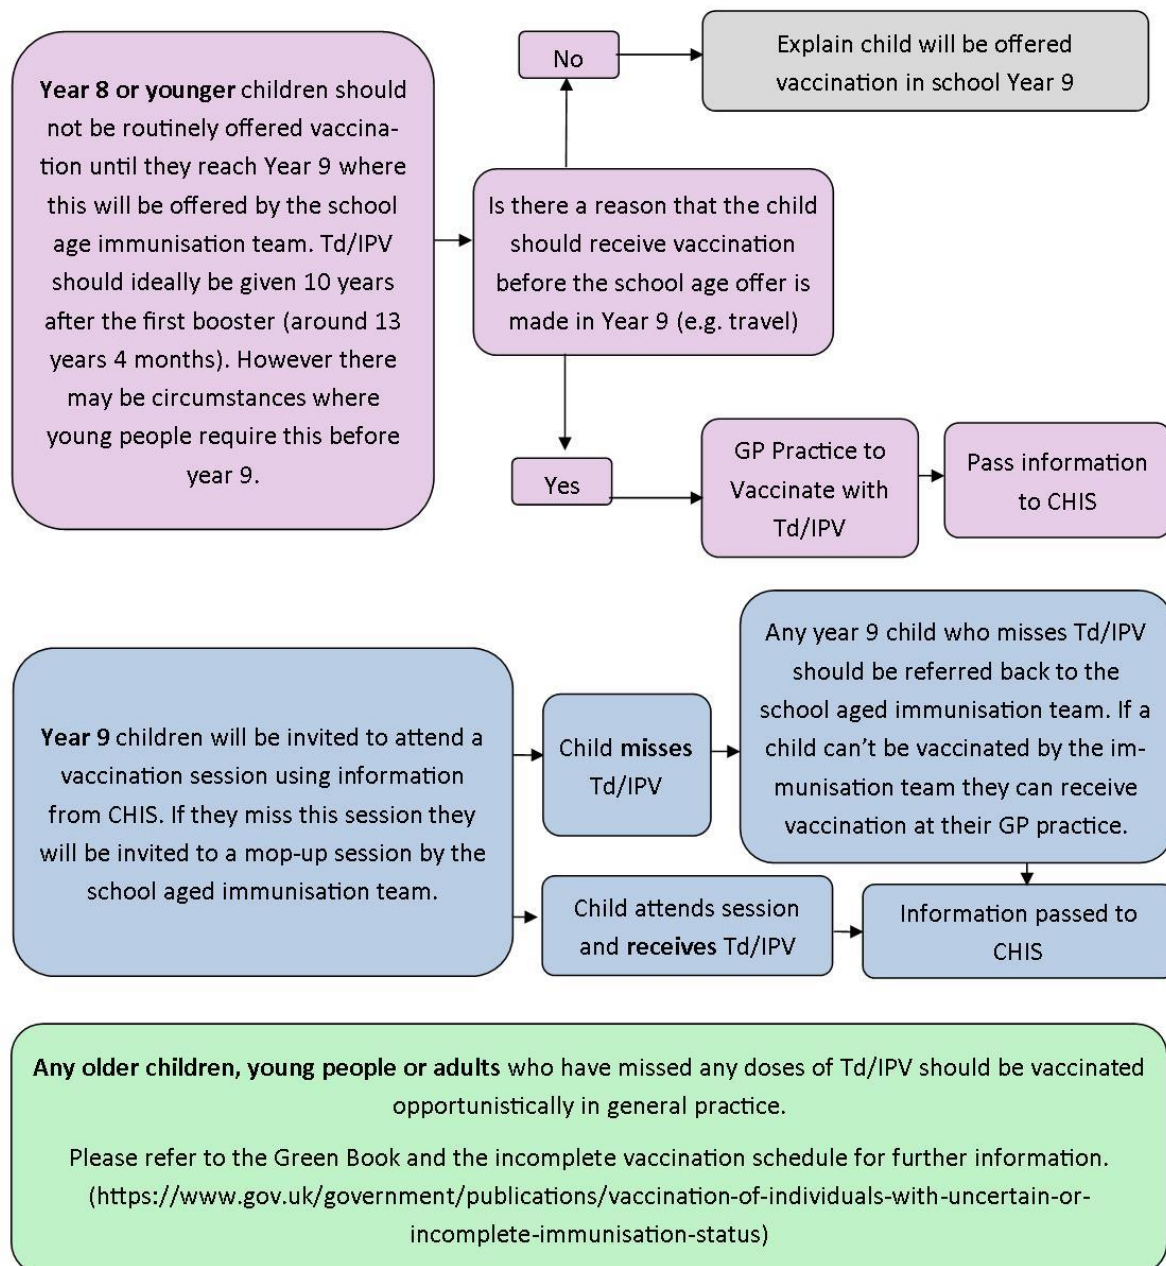 Year 8 or younger children should
not be routinely offered vaccina-
tion until they reach Year 9 where
this will be offered by the school
age immunisation team. Td/IPV
should ideally be given 10 years
after the first booster (around 13
years 4 months). However there
may be circumstances where
young people require this before
year 9.
No
Explain child will be offered
vaccination in school Year 9
Is there a reason that the child
should receive vaccination
before the school age offer is
made in Year 9 (e.g. travel)
Yes
GP Practice to
Vaccinate with
Td/IPV
Pass information
to CHIS
Year 9 children will be invited to attend a
vaccination session using information
from CHIS. If they miss this session they
will be invited to a mop-up session by the
school aged immunisation team.
Child misses
Td/IPV
Any year 9 child who misses Td/IPV
should be referred back to the
school aged immunisation team. If a
child can't be vaccinated by the im-
munisation team they can receive
vaccination at their GP practice.
Child attends session
and receives Td/IPV
Information passed to
CHIS
Any older children, young people or adults who have missed any doses of Td/IPV should be vaccinated
opportunistically in general practice.
Please refer to the Green Book and the incomplete vaccination schedule for further information.
(https://www.gov.uk/government/publications/vaccination-of-individuals-with-uncertain-or-
incomplete-immunisation-status)